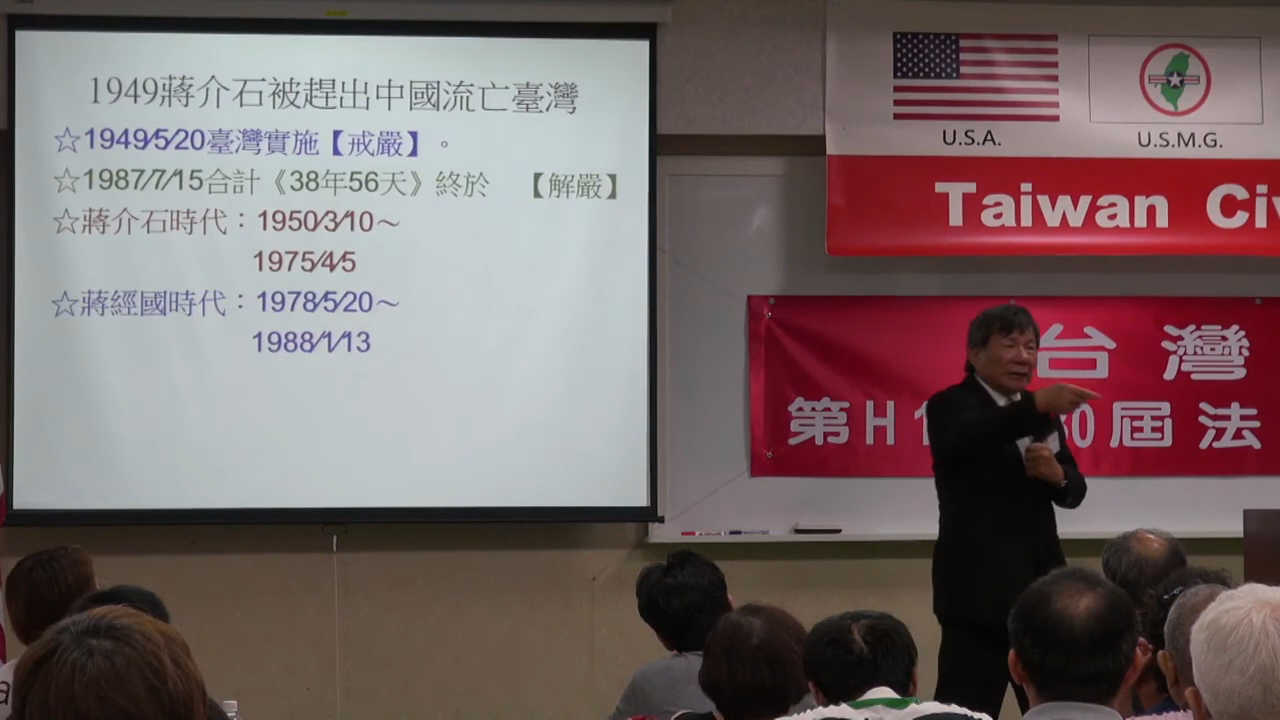 1949蔣介石被趕出中國流亡臺灣
☆1949/5/20臺灣實施【戒嚴】。
☆1987/7/15合計《38年56天》終於 【解嚴】
☆蔣介石時代：1950/3/10～
1975/4/5
☆蔣經國時代：1978/5/20～
1988/1/13
U.S.A.
U.S.M.G.
Taiwan Ci
台灣
第H1 30屆法